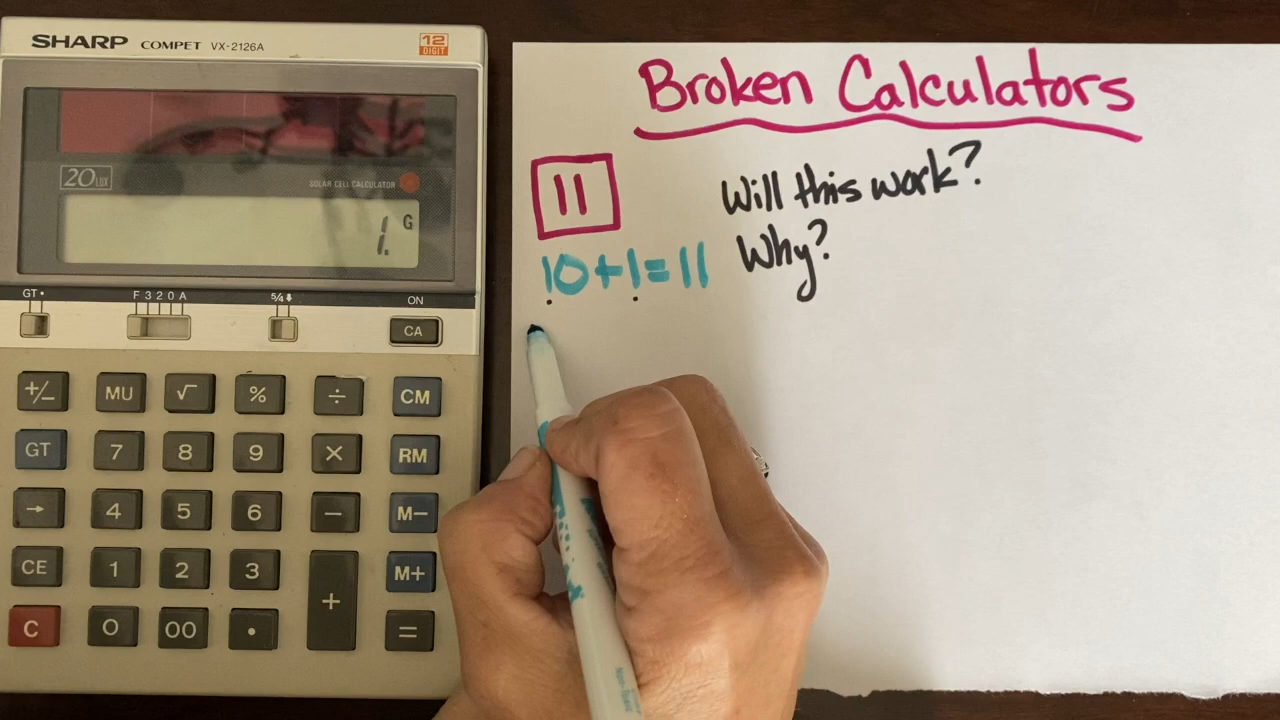 SHARP COMPET VX-2126A 12 DIGIT
20 LUX SOLAR CELL CALCULATOR
1. G
GT • F 3 2 0 A 5/4 ON
CA
+/− MU √ % ÷ CM
GT 7 8 9 × RM
→ 4 5 6 − M−
CE 1 2 3 + M+
C 0 00 • =
Broken Calculators
11
Will this work?
10+1=11
Why?